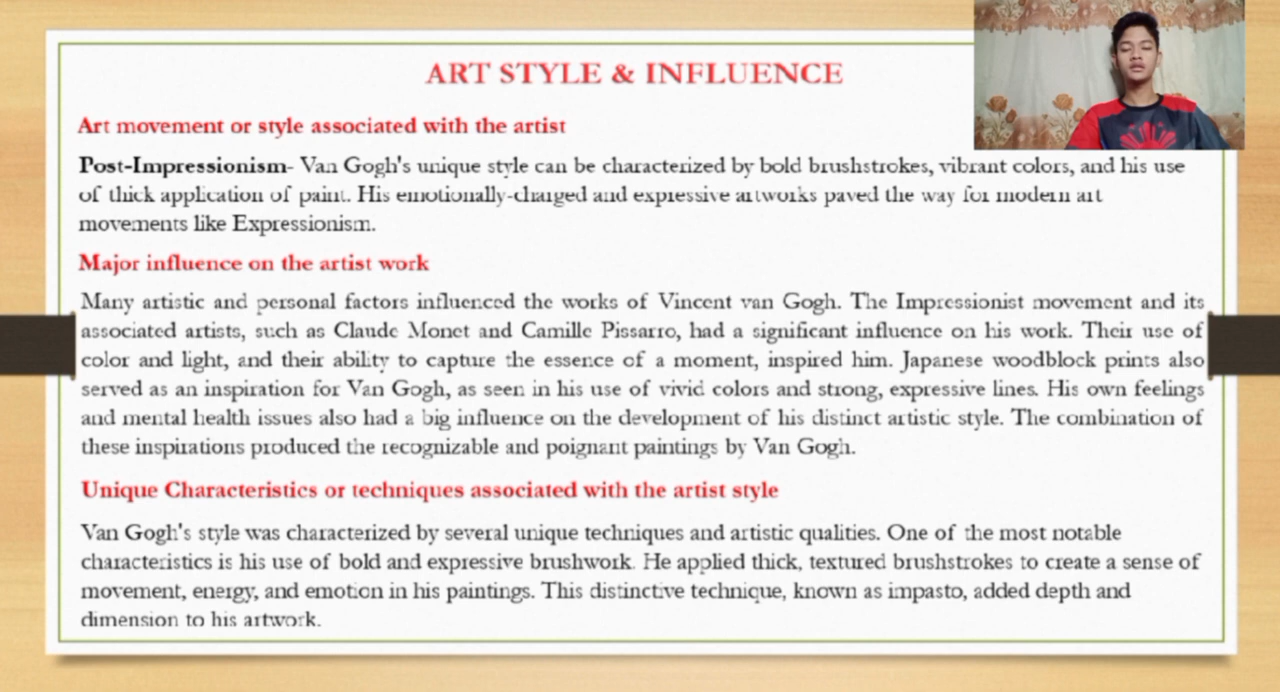 ART STYLE & INFLUENCE
Art movement or style associated with the artist
Post-Impressionism- Van Gogh's unique style can be characterized by bold brushstrokes, vibrant colors, and his use
of thick application of paint. His emotionally-charged and expressive artworks paved the way for modern art
movements like Expressionism.
Major influence on the artist work
Many artistic and personal factors influenced the works of Vincent van Gogh. The Impressionist movement and its
associated artists, such as Claude Monet and Camille Pissarro, had a significant influence on his work. Their use of
color and light, and their ability to capture the essence of a moment, inspired him. Japanese woodblock prints also
served as an inspiration for Van Gogh, as seen in his use of vivid colors and strong, expressive lines. His own feelings
and mental health issues also had a big influence on the development of his distinct artistic style. The combination of
these inspirations produced the recognizable and poignant paintings by Van Gogh.
Unique Characteristics or techniques associated with the artist style
Van Gogh's style was characterized by several unique techniques and artistic qualities. One of the most notable
characteristics is his use of bold and expressive brushwork. He applied thick, textured brushstrokes to create a sense of
movement, energy, and emotion in his paintings. This distinctive technique, known as impasto, added depth and
dimension to his artwork.